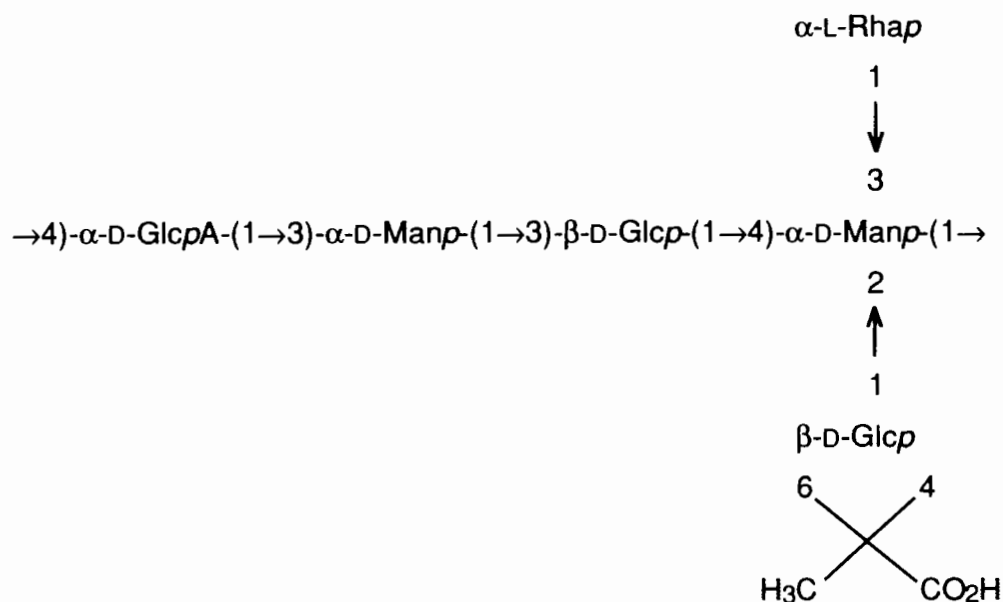 α-L-Rhap
1
3
→4)-α-D-GlcpA-(1→3)-α-D-Manp-(1→3)-β-D-Glcp-(1→4)-α-D-Manp-(1→
2
1
β-D-Glcp
6 4
H₃C CO₂H